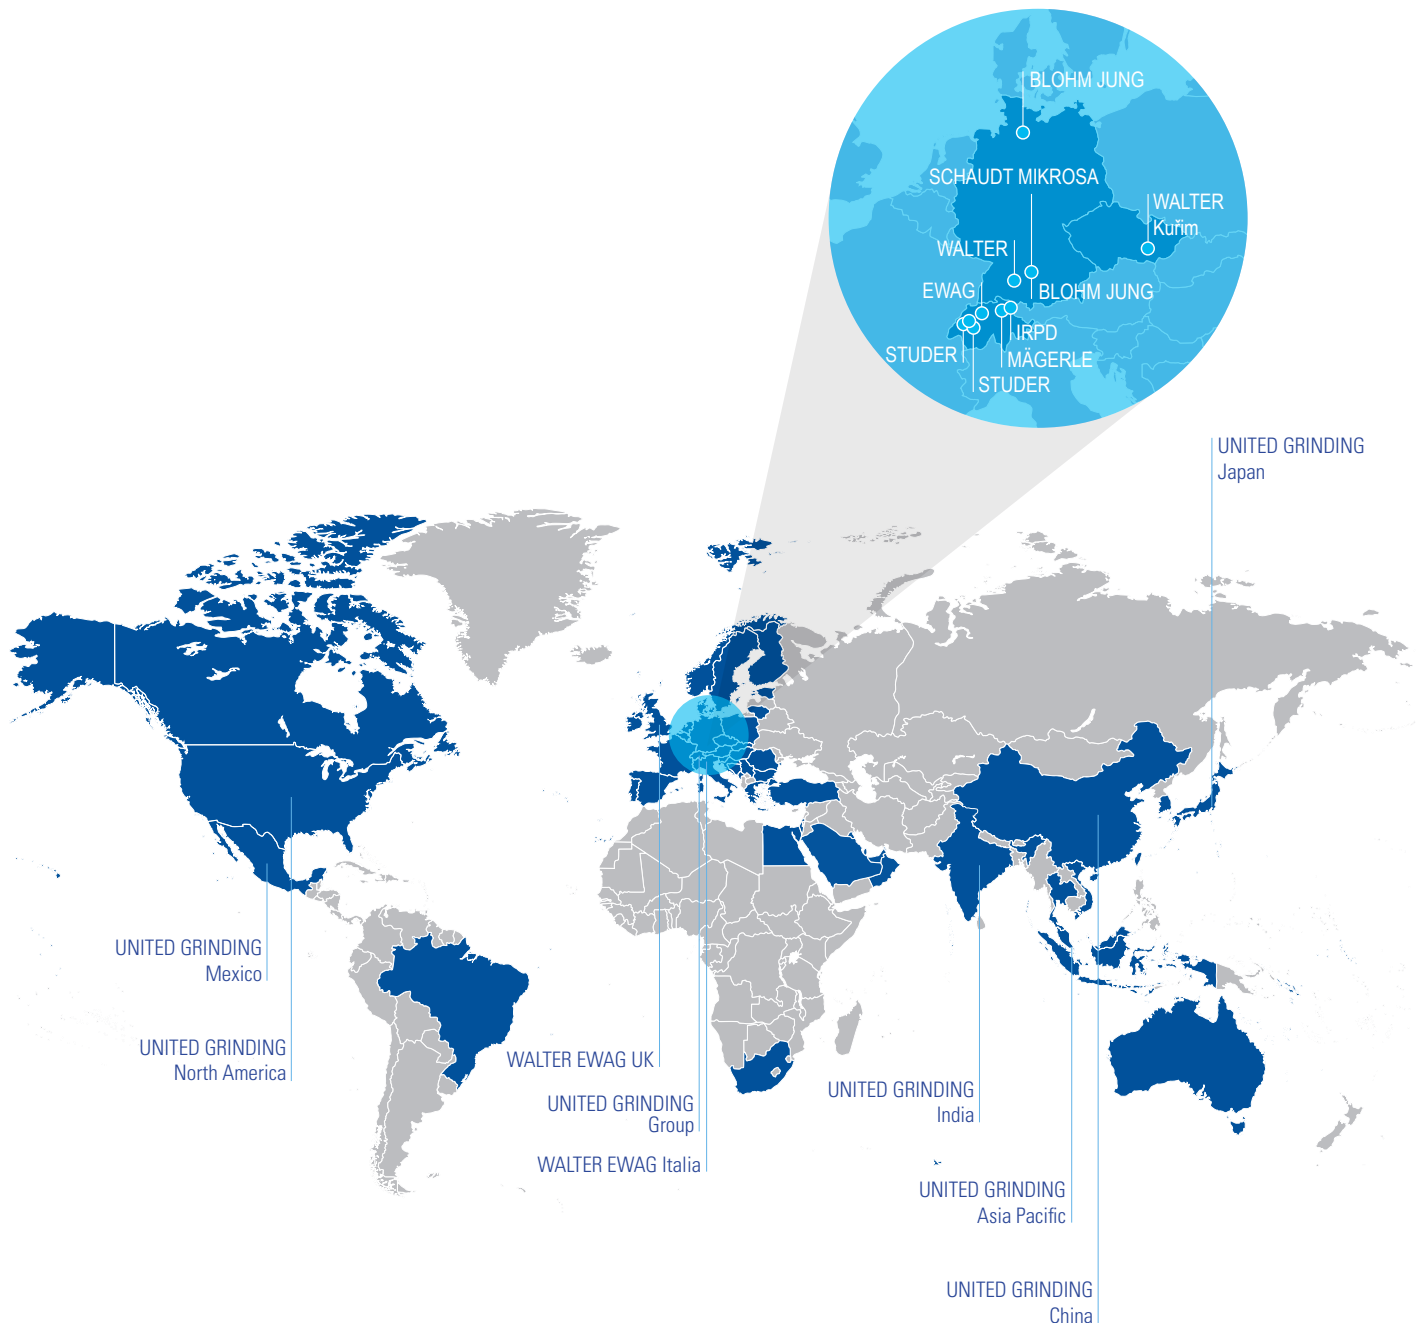 BLOHM JUNG
SCHAUDT MIKROSA
WALTER
Kuřim
WALTER
EWAG
BLOHM JUNG
IRPD
STUDER
MÄGERLE
STUDER
UNITED GRINDING
Japan
UNITED GRINDING
Mexico
UNITED GRINDING
North America
WALTER EWAG UK
UNITED GRINDING
Group
WALTER EWAG Italia
UNITED GRINDING
India
UNITED GRINDING
Asia Pacific
UNITED GRINDING
China